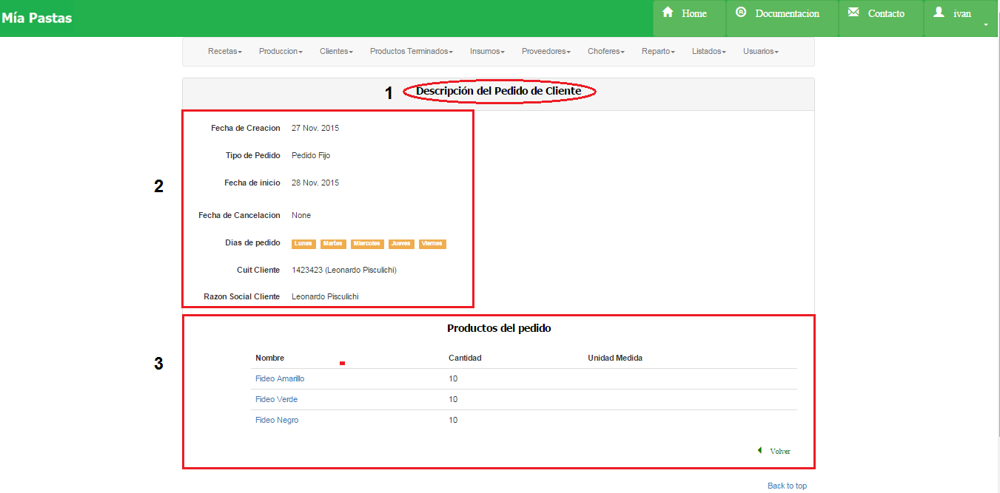 Mía Pastas
Home Documentacion Contacto ivan
Recetas Produccion Clientes Productos Terminados Insumos Proveedores Choferes Reparto Listados Usuarios
1 Descripción del Pedido de Cliente
2
Fecha de Creacion 27 Nov. 2015
Tipo de Pedido Pedido Fijo
Fecha de inicio 28 Nov. 2015
Fecha de Cancelacion None
Dias de pedido Lunes Martes Miercoles Jueves Viernes
Cuit Cliente 1423423 (Leonardo Pisculichi)
Razon Social Cliente Leonardo Pisculichi
3
Productos del pedido
Nombre Cantidad Unidad Medida
Fideo Amarillo 10
Fideo Verde 10
Fideo Negro 10
Volver
Back to top